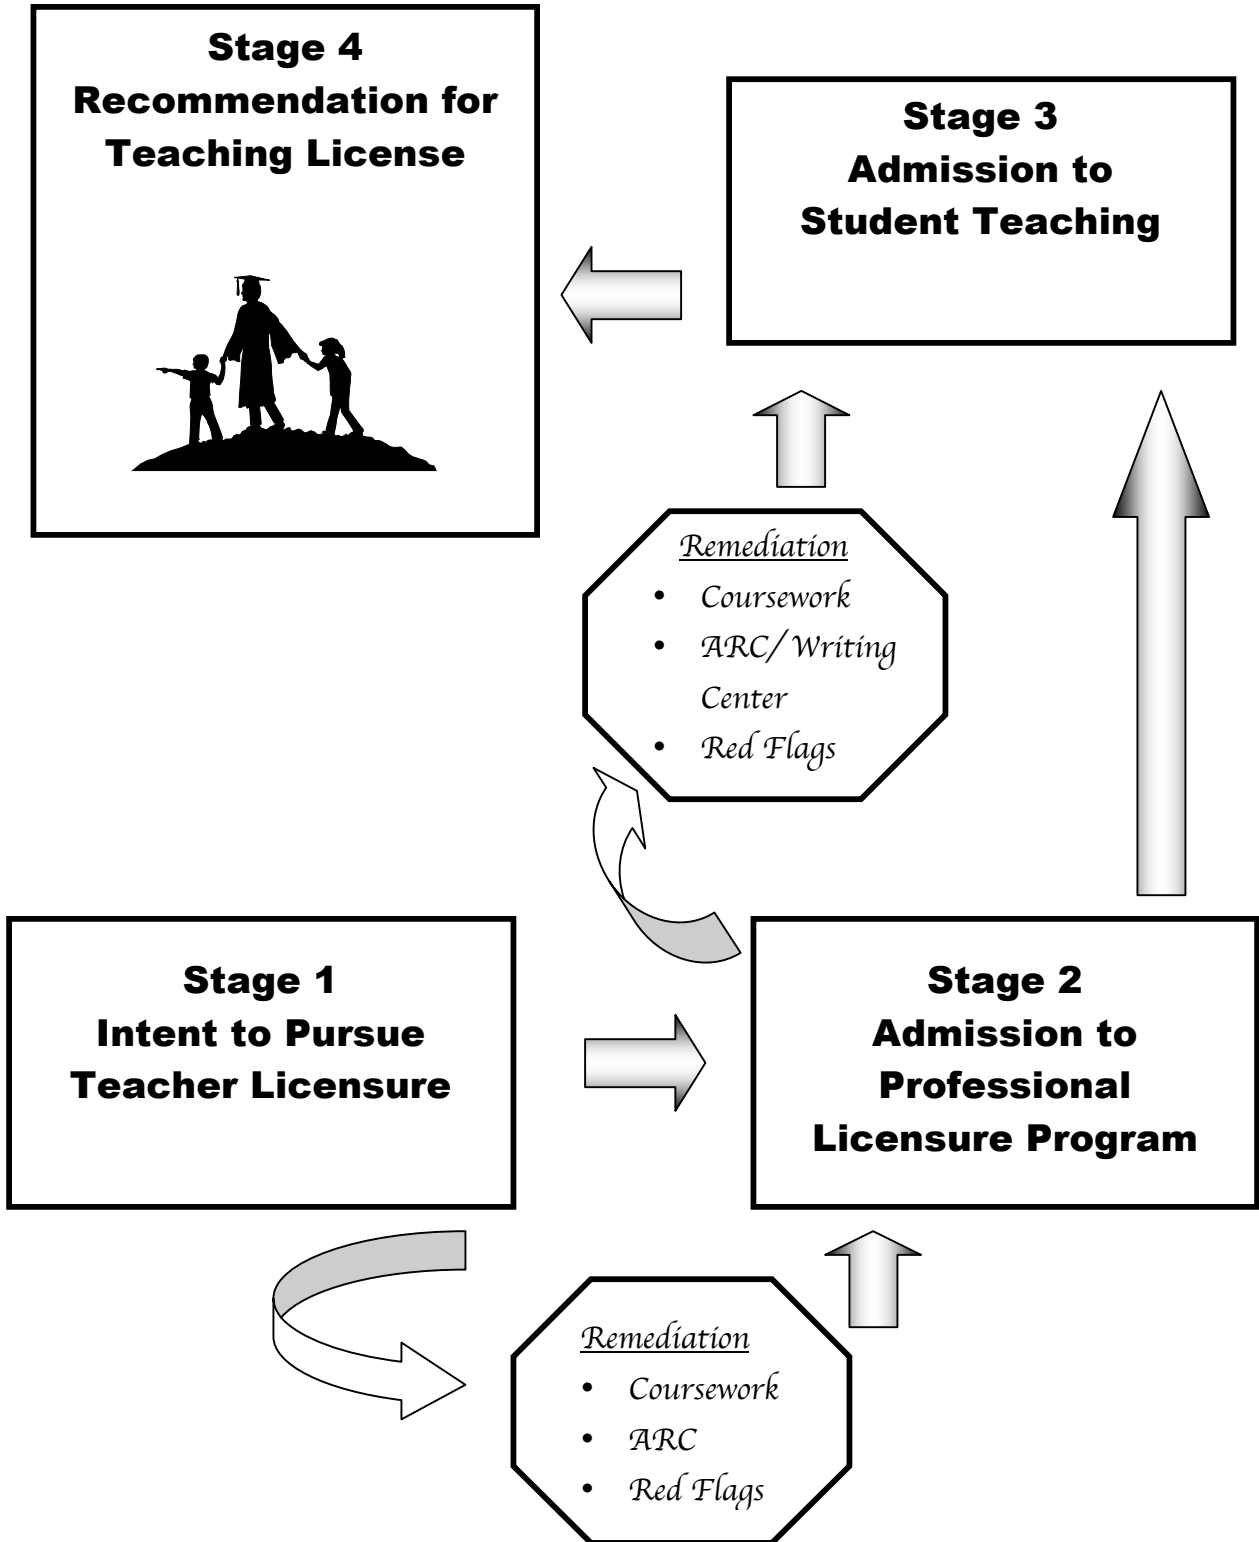 Stage 4
Recommendation for
Teaching License
Stage 3
Admission to
Student Teaching
Remediation
• Coursework
• ARC/Writing
Center
• Red Flags
Stage 1
Intent to Pursue
Teacher Licensure
Stage 2
Admission to
Professional
Licensure Program
Remediation
• Coursework
• ARC
• Red Flags